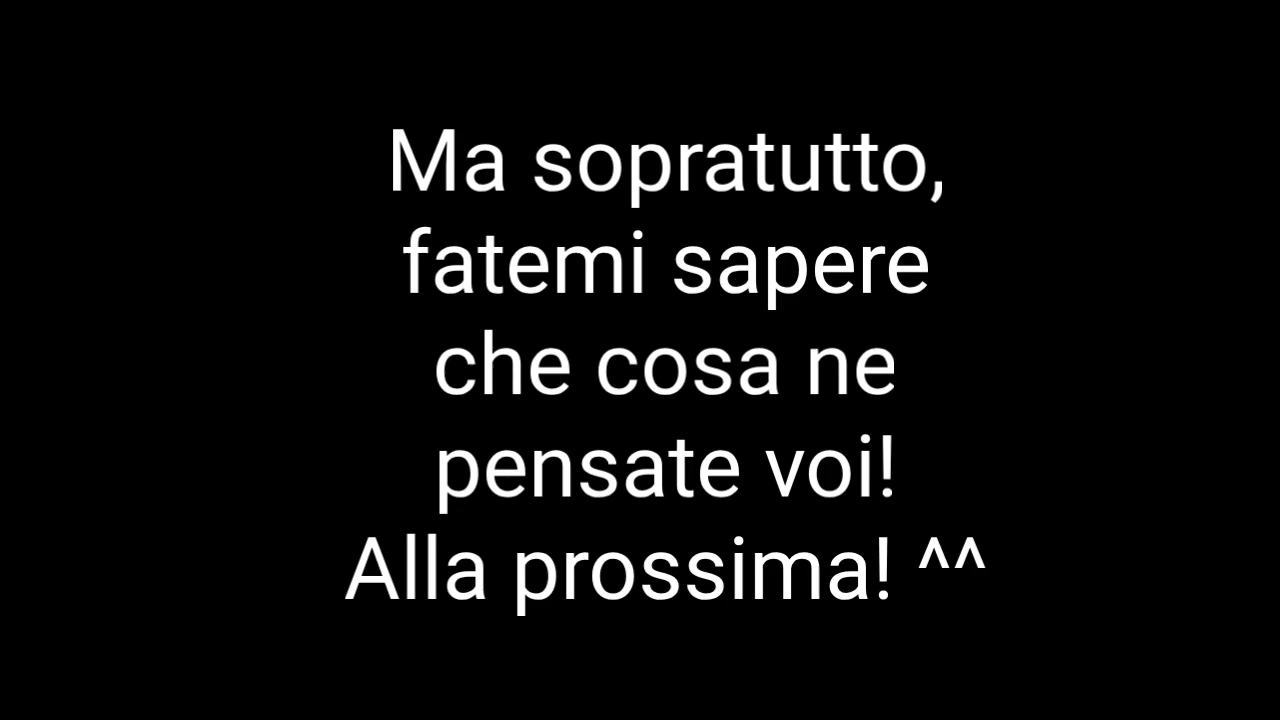 Ma sopratutto,
fatemi sapere
che cosa ne
pensate voi!
Alla prossima! ^^